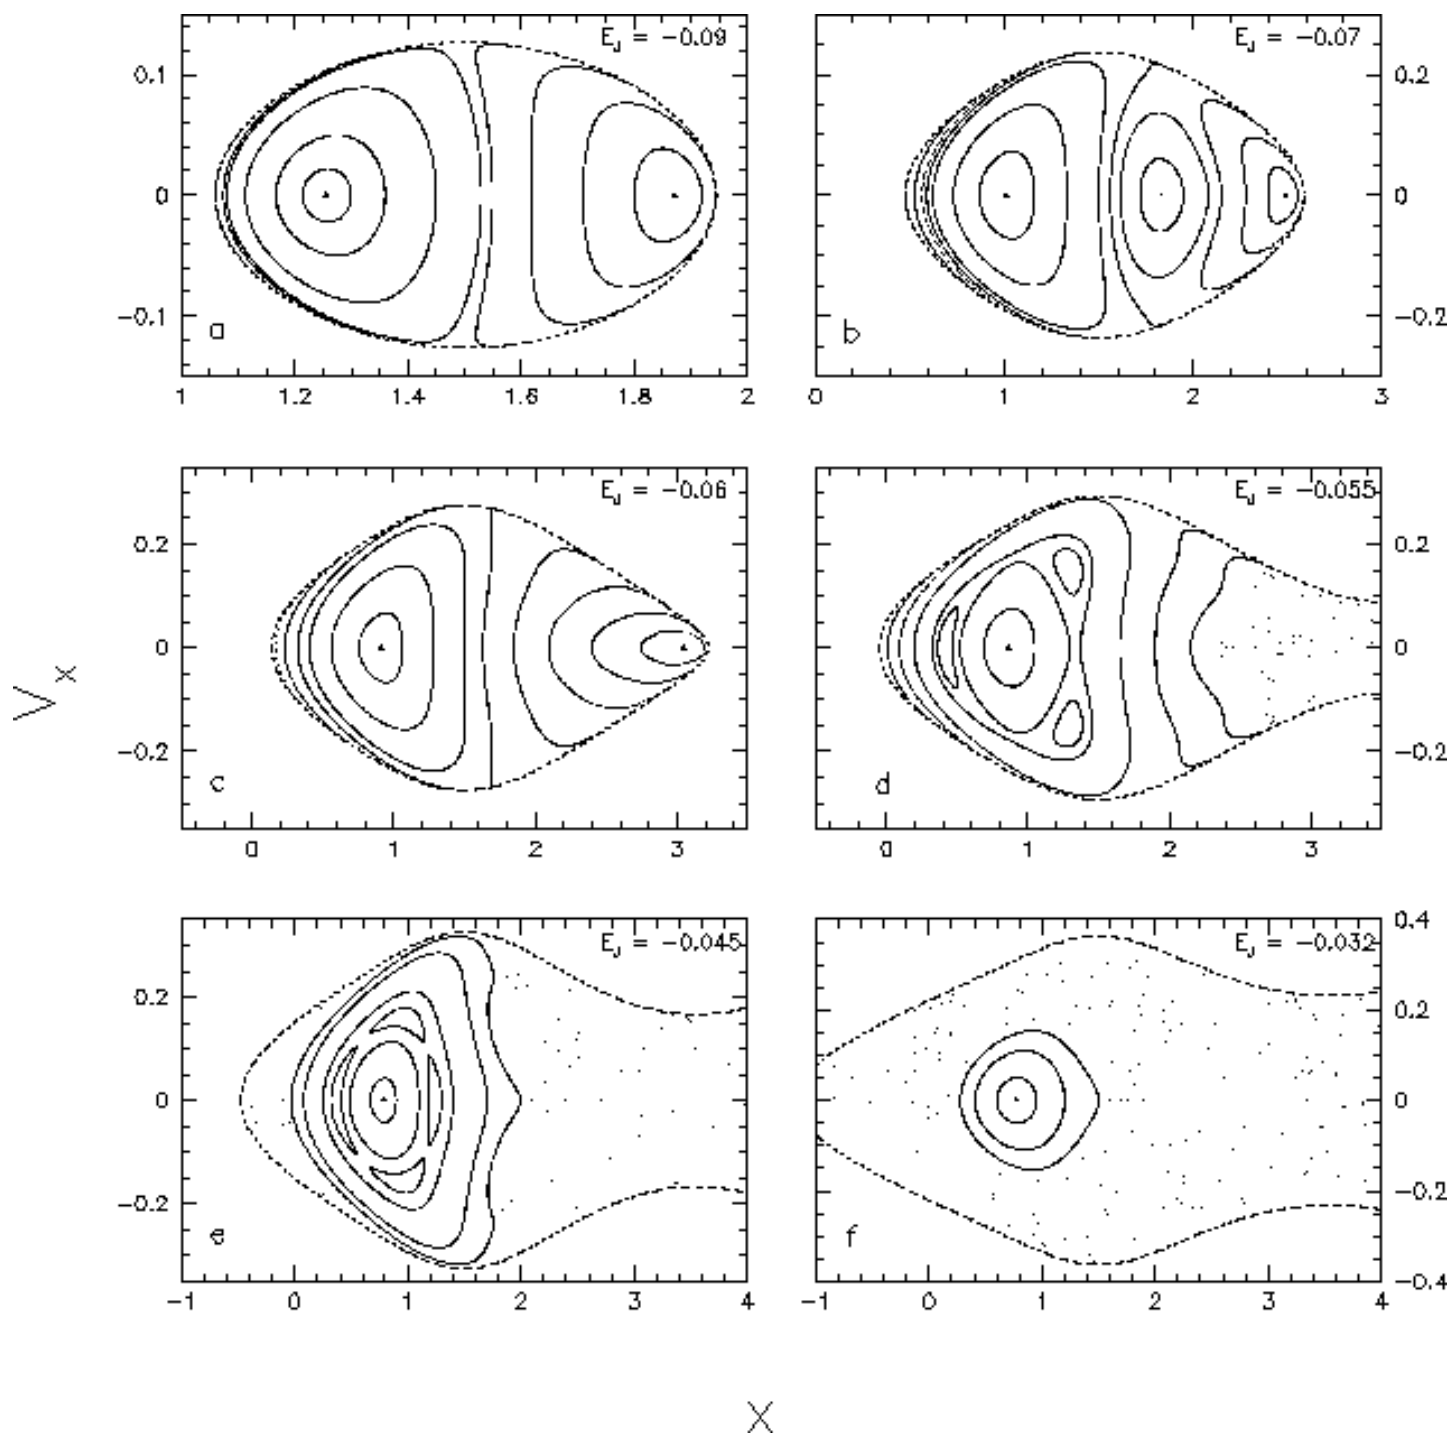 E_J = −0.09
E_J = −0.07
0.1
0
−0.1
0.2
0
−0.2
a
b
1 1.2 1.4 1.6 1.8 2
0 1 2 3
E_J = −0.06
E_J = −0.055
0.2
0
−0.2
0.2
0
−0.2
c
d
0 1 2 3
0 1 2 3
E_J = −0.045
E_J = −0.032
0.2
0
−0.2
0.4
0.2
0
−0.2
−0.4
e
f
−1 0 1 2 3 4
−1 0 1 2 3 4
V_x
X